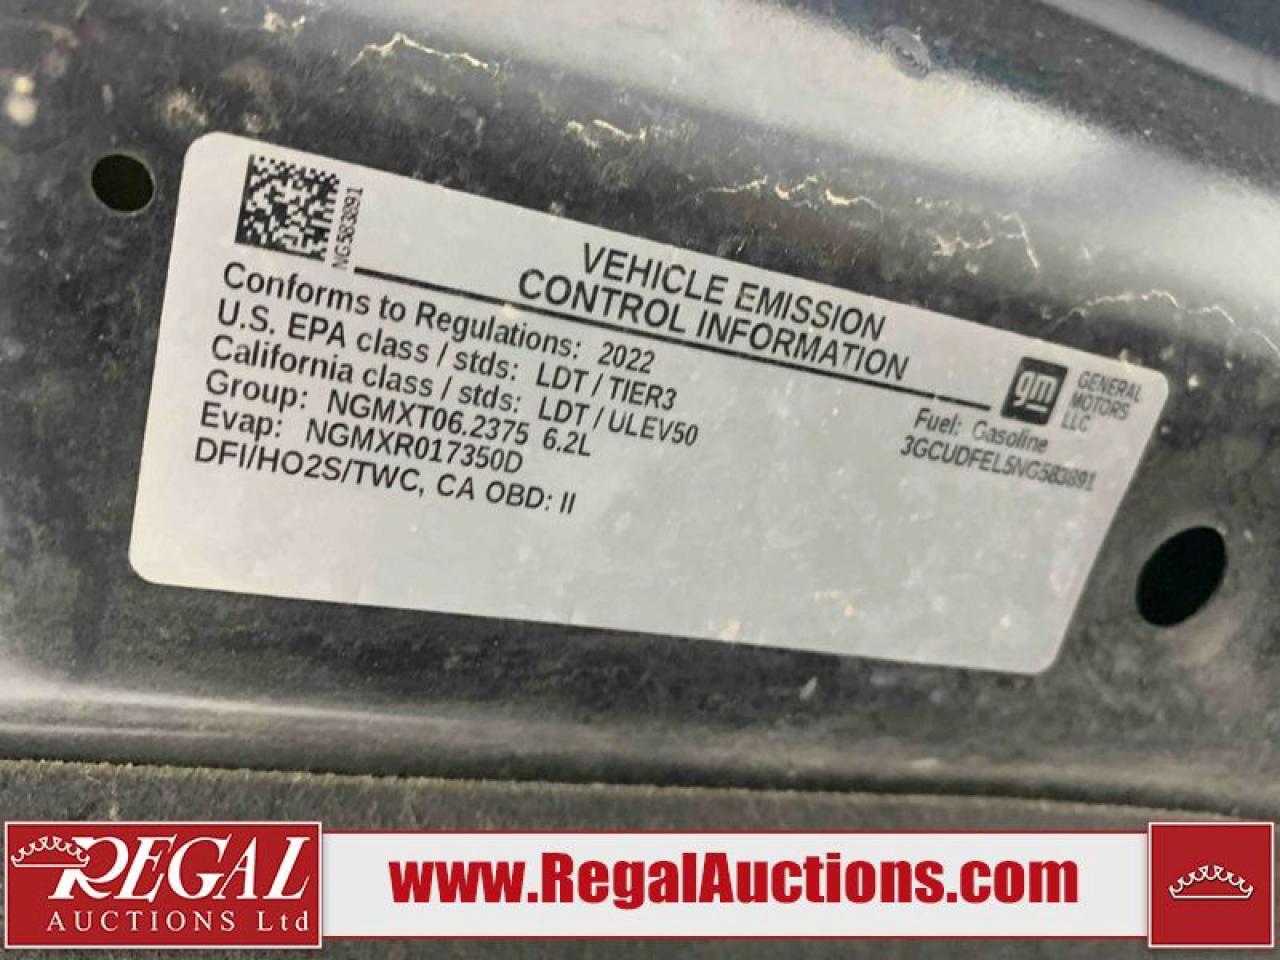 NG583891
VEHICLE EMISSION
CONTROL INFORMATION
Conforms to Regulations: 2022
U.S. EPA class / stds: LDT / TIER3
California class / stds: LDT / ULEV50
Group: NGMXT06.2375 6.2L
Evap: NGMXR017350D
DFI/HO2S/TWC, CA OBD: II
gm
GENERAL
MOTORS
LLC
Fuel: Gasoline
3GCUDFEL5NG583891
REGAL
AUCTIONS Ltd
www.RegalAuctions.com